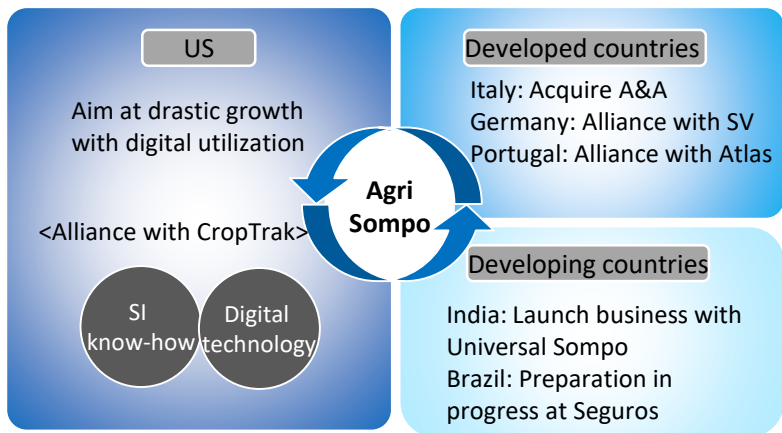 US
Aim at drastic growth
with digital utilization
<Alliance with CropTrak>
SI
know-how
Digital
technology
Agri
Sompo
Developed countries
Italy: Acquire A&A
Germany: Alliance with SV
Portugal: Alliance with Atlas
Developing countries
India: Launch business with
Universal Sompo
Brazil: Preparation in
progress at Seguros